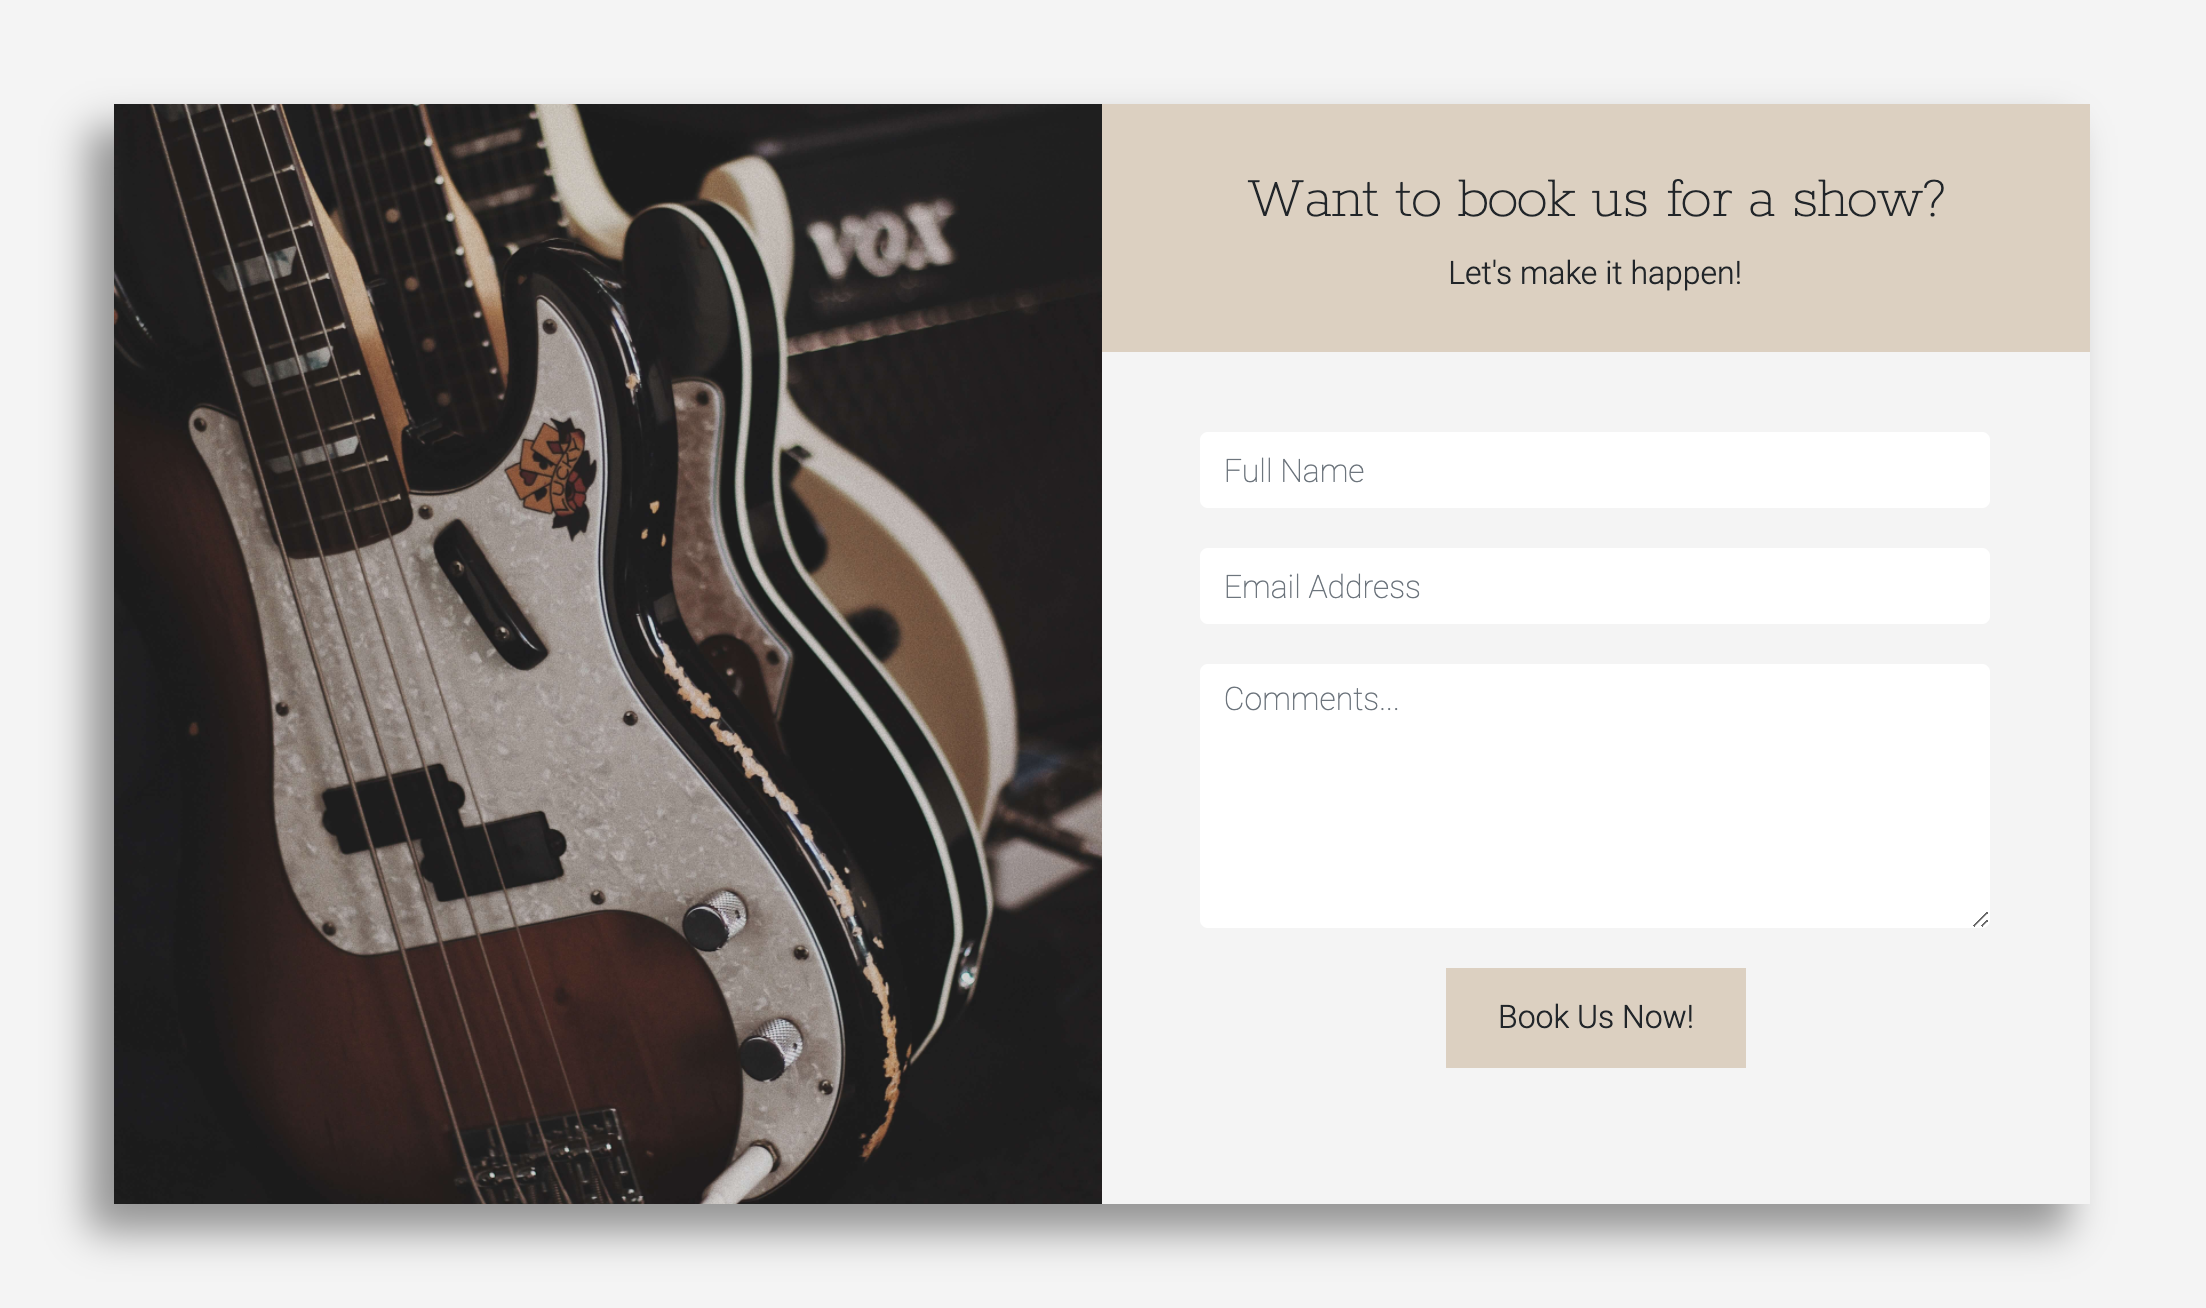 VOX
LUCKY
Want to book us for a show?
Let's make it happen!
Full Name
Email Address
Comments...
Book Us Now!